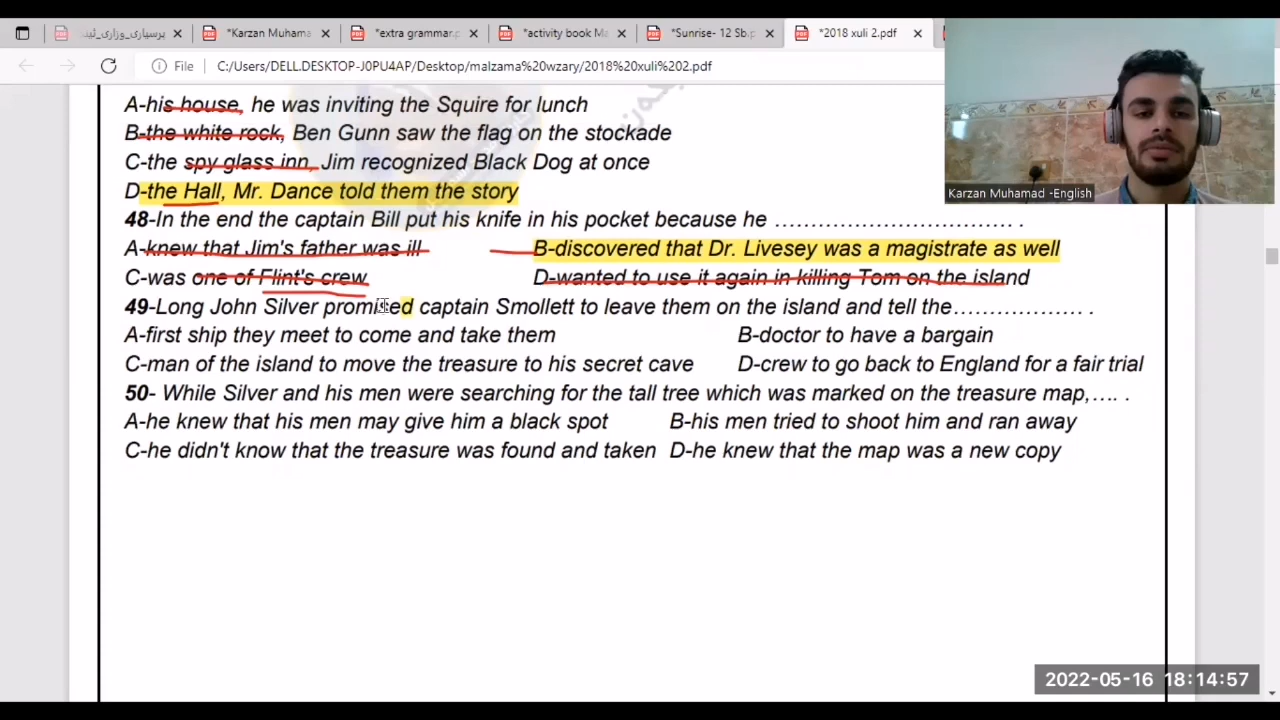 پرسیاری_وزاری_ئینگ
*Karzan Muhama
*extra grammar.p
*activity book Ma
*Sunrise- 12 Sb.p
*2018 xuli 2.pdf
File C:/Users/DELL.DESKTOP-J0PU4AP/Desktop/malzama%20wzary/2018%20xuli%202.pdf
A-his house, he was inviting the Squire for lunch
B-the white rock, Ben Gunn saw the flag on the stockade
C-the spy glass inn, Jim recognized Black Dog at once
D-the Hall, Mr. Dance told them the story
Karzan Muhamad -English
48-In the end the captain Bill put his knife in his pocket because he ................................ .
A-knew that Jim's father was ill B-discovered that Dr. Livesey was a magistrate as well
C-was one of Flint's crew D-wanted to use it again in killing Tom on the island
49-Long John Silver promised captain Smollett to leave them on the island and tell the.................. .
A-first ship they meet to come and take them B-doctor to have a bargain
C-man of the island to move the treasure to his secret cave D-crew to go back to England for a fair trial
50- While Silver and his men were searching for the tall tree which was marked on the treasure map,.... .
A-he knew that his men may give him a black spot B-his men tried to shoot him and ran away
C-he didn't know that the treasure was found and taken D-he knew that the map was a new copy
2022-05-16 18:14:57